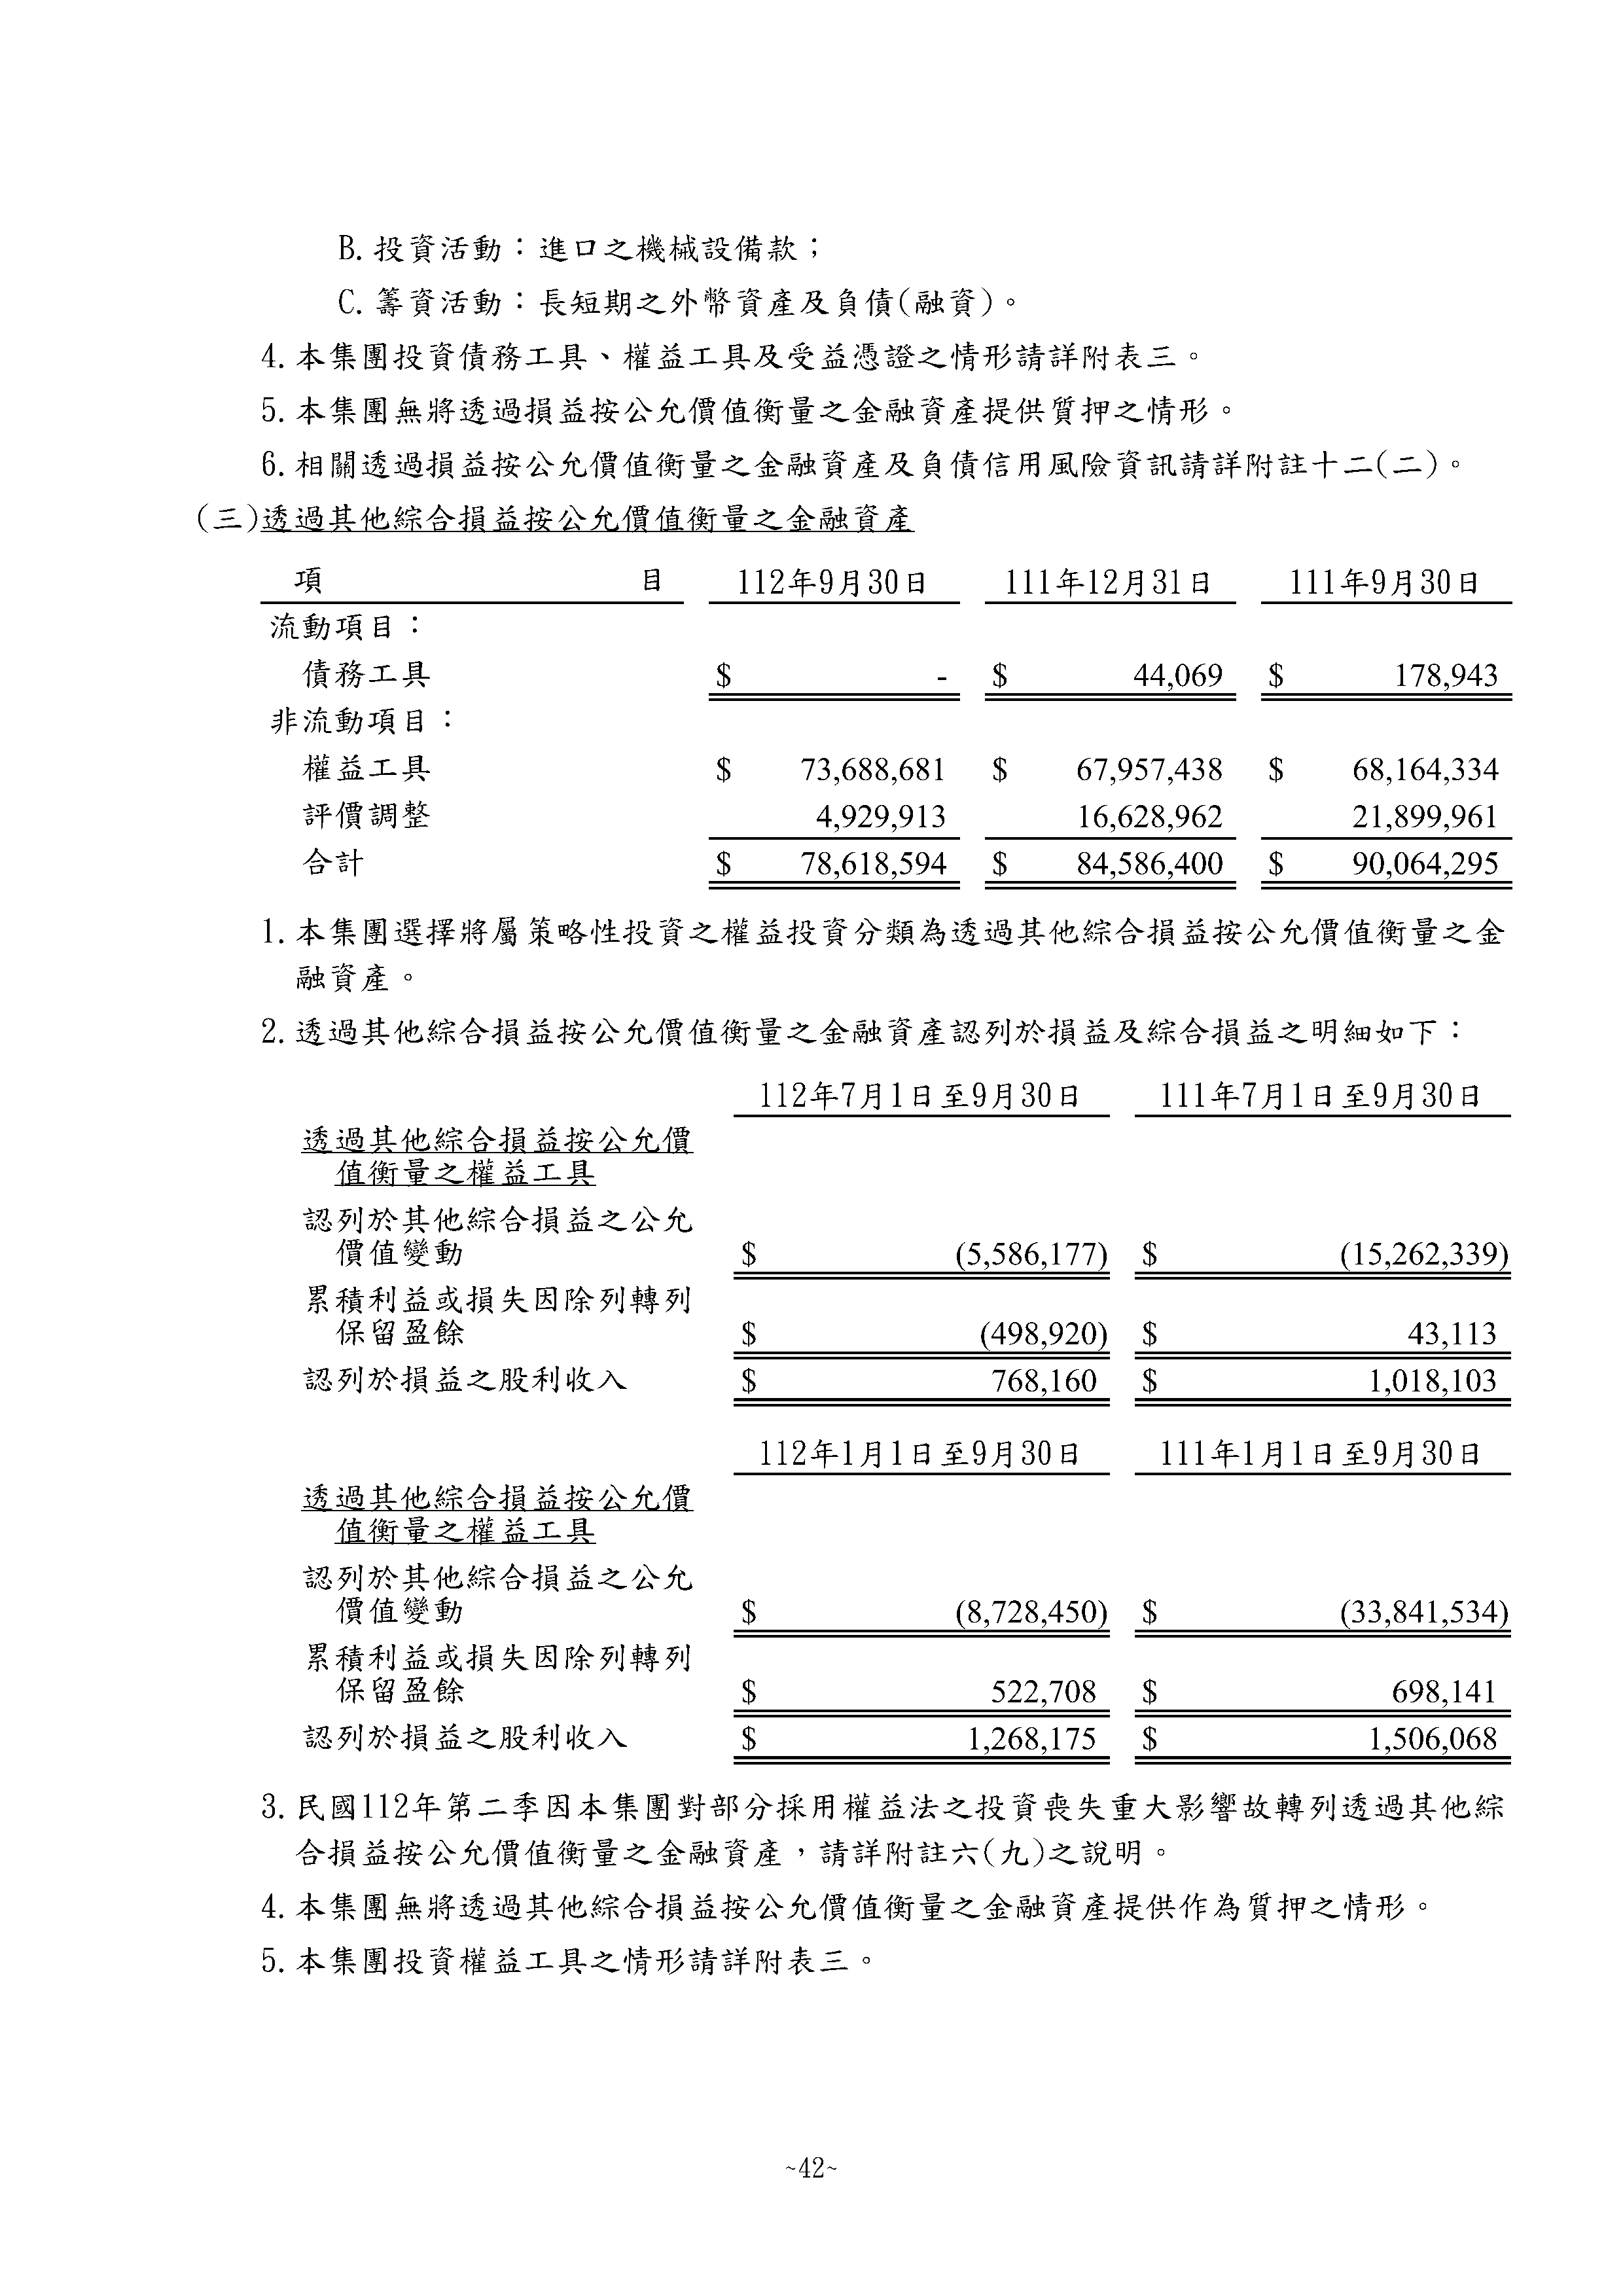 B.投資活動：進口之機械設備款；
C.籌資活動：長短期之外幣資產及負債(融資)。
4.本集團投資債務工具、權益工具及受益憑證之情形請詳附表三。
5.本集團無將透過損益按公允價值衡量之金融資產提供質押之情形。
6.相關透過損益按公允價值衡量之金融資產及負債信用風險資訊請詳附註十二(二)。
(三)透過其他綜合損益按公允價值衡量之金融資產
項 目 112年9月30日 111年12月31日 111年9月30日
流動項目：
債務工具 $ - $ 44,069 $ 178,943
非流動項目：
權益工具 $ 73,688,681 $ 67,957,438 $ 68,164,334
評價調整 4,929,913 16,628,962 21,899,961
合計 $ 78,618,594 $ 84,586,400 $ 90,064,295
1.本集團選擇將屬策略性投資之權益投資分類為透過其他綜合損益按公允價值衡量之金
融資產。
2.透過其他綜合損益按公允價值衡量之金融資產認列於損益及綜合損益之明細如下：
112年7月1日至9月30日 111年7月1日至9月30日
透過其他綜合損益按公允價
值衡量之權益工具
認列於其他綜合損益之公允
價值變動 $ (5,586,177) $ (15,262,339)
累積利益或損失因除列轉列
保留盈餘 $ (498,920) $ 43,113
認列於損益之股利收入 $ 768,160 $ 1,018,103
112年1月1日至9月30日 111年1月1日至9月30日
透過其他綜合損益按公允價
值衡量之權益工具
認列於其他綜合損益之公允
價值變動 $ (8,728,450) $ (33,841,534)
累積利益或損失因除列轉列
保留盈餘 $ 522,708 $ 698,141
認列於損益之股利收入 $ 1,268,175 $ 1,506,068
3.民國112年第二季因本集團對部分採用權益法之投資喪失重大影響故轉列透過其他綜
合損益按公允價值衡量之金融資產，請詳附註六(九)之說明。
4.本集團無將透過其他綜合損益按公允價值衡量之金融資產提供作為質押之情形。
5.本集團投資權益工具之情形請詳附表三。
~42~